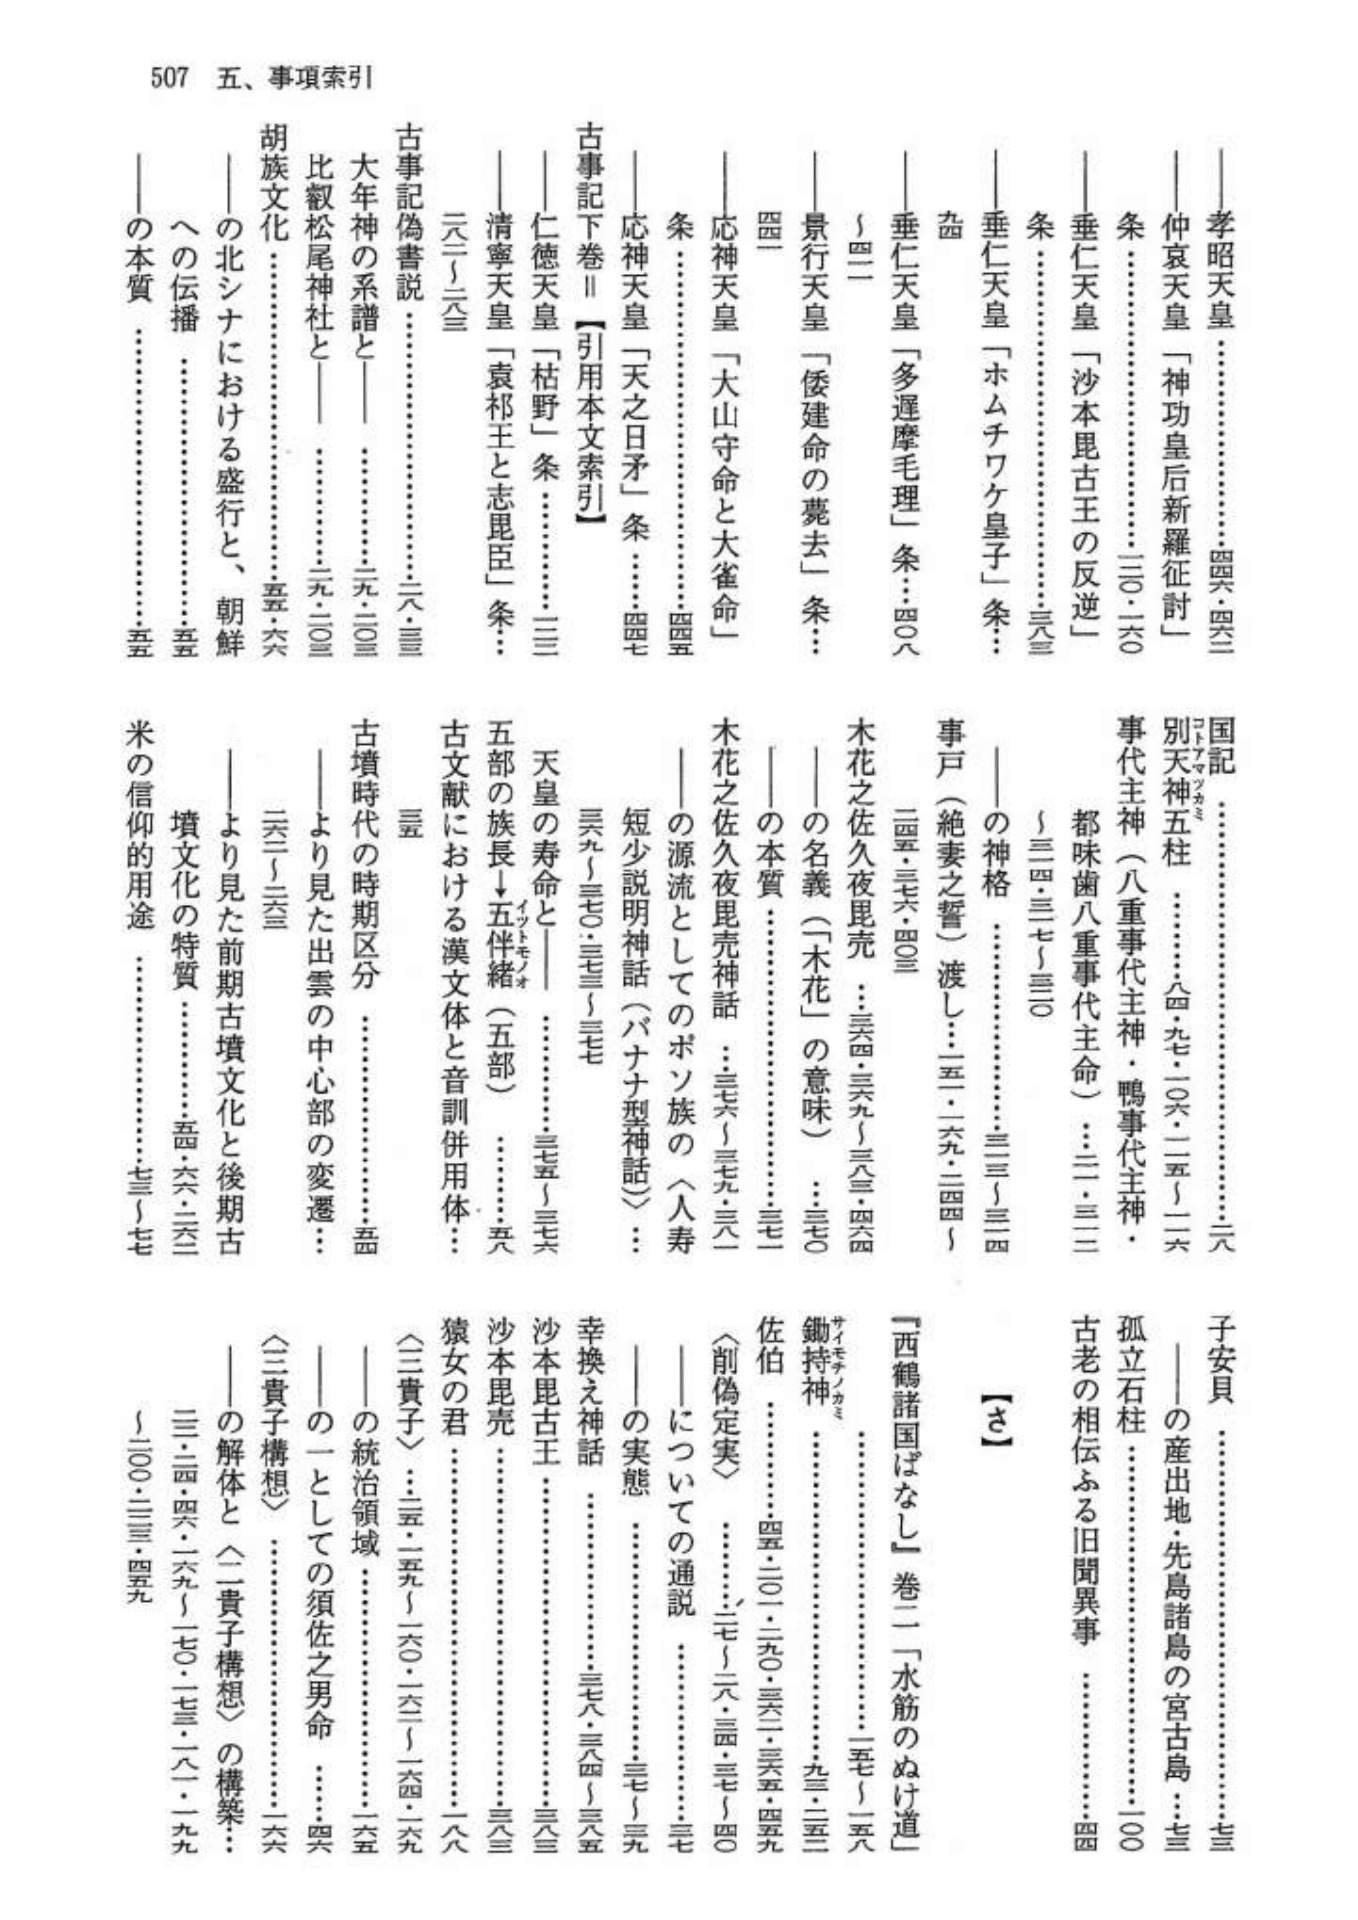 507　五、事項索引
――孝昭天皇……四四六・四六二
――仲哀天皇「神功皇后新羅征討」
条……一二〇・一六〇
――垂仁天皇「沙本毘古王の反逆」
条……三八三
――垂仁天皇「ホムチワケ皇子」条…
九四
――垂仁天皇「多遅摩毛理」条…四〇八
～四一一
――景行天皇「倭建命の薨去」条…
四四一
――応神天皇「大山守命と大雀命」
条……四四五
――応神天皇「天之日矛」条……四四七
古事記下巻＝【引用本文索引】
――仁徳天皇「枯野」条……一二二
――清寧天皇「袁祁王と志毘臣」条…
二八二～二八三
古事記偽書説……二八・三三
大年神の系譜と――……二九・二〇三
比叡松尾神社と――……二九・二〇三
胡族文化……五五・六六
――の北シナにおける盛行と、朝鮮
への伝播……五五
――の本質……五五
国記……二八
別天神五柱コトアマツカミ……八四・九七・一〇六・一一五～一一六
事代主神（八重事代主神・鴨事代主神・
都味歯八重事代主命）…二一・三一二
～三一四・三一七～三二〇
――の神格……三一三～三一四
事戸（絶妻之誓）渡し…一五一・一六九・二四四～
二四五・三七六・四〇三
木花之佐久夜毘売…三六四・三六九～三八三・四六四
――の名義（「木花」の意味）…三七〇
――の本質……三七一
木花之佐久夜毘売神話…三七六～三七九・三八一
――の源流としてのポソ族の〈人寿
短少説明神話（バナナ型神話）〉…
三六九～三七〇・三七三～三七七
天皇の寿命と――……三七五～三七六
五部の族長→五伴緒イツトモノオ（五部）……五八
古文献における漢文体と音訓併用体…
三五
古墳時代の時期区分……五四
――より見た出雲の中心部の変遷…
二六二～二六三
――より見た前期古墳文化と後期古
墳文化の特質……五四・六六・二六二
米の信仰的用途……七三～七七
子安貝……七三
――の産出地・先島諸島の宮古島…七三
孤立石柱……一〇〇
古老の相伝ふる旧聞異事……四四
【さ】
『西鶴諸国ばなし』巻二「水筋のぬけ道」
……一五七～一五八
鋤持神サイモチノカミ……九三・二五二
佐伯……四五・二〇一・二九〇・三六二・三六五・四五九
〈削偽定実〉……二七～二八・三四・三七～四〇
――についての通説……三七
――の実態……三七～三九
幸換え神話……三七八・三八四～三八五
沙本毘古王……三八三
沙本毘売……三八三
猿女の君……一八八
〈三貴子〉…二五・一五九～一六〇・一六二～一六四・一六九
――の統治領域……一六五
――の一としての須佐之男命……四六
〈三貴子構想〉……一六六
――の解体と〈二貴子構想〉の構築…
二二・二四・四六・一六九～一七〇・一七三・一八一・一九九
～二〇〇・二二三・四五九